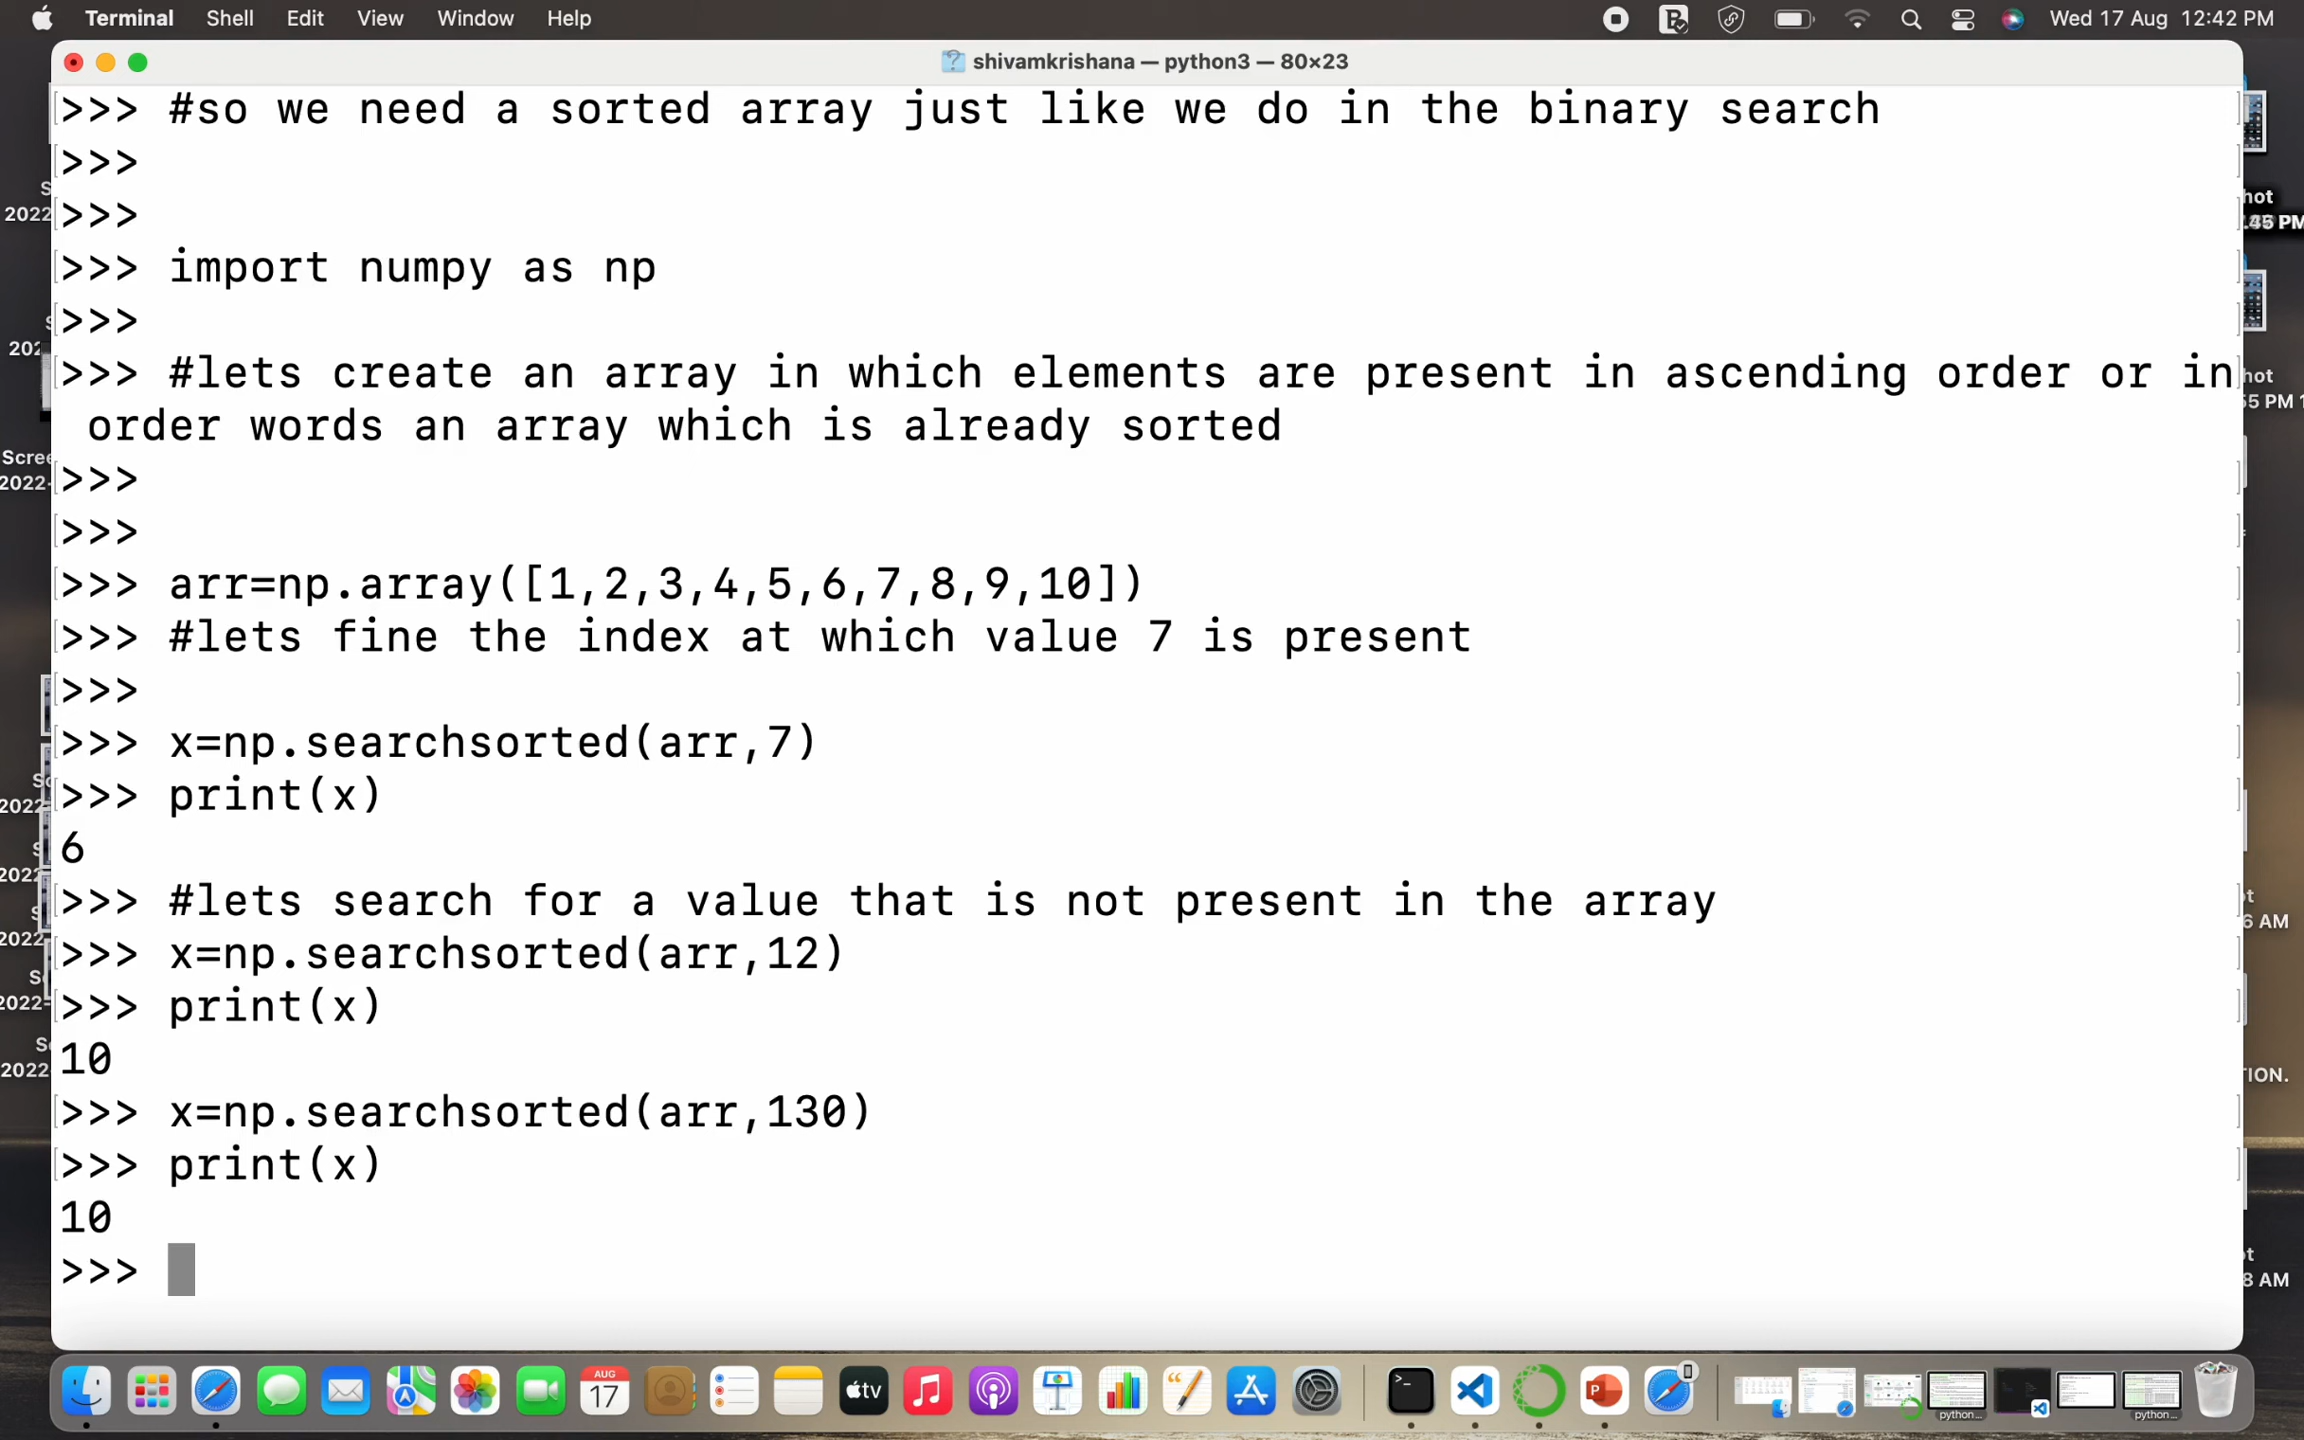 Terminal Shell Edit View Window Help Wed 17 Aug 12:42 PM
shivamkrishana — python3 — 80×23
>>> #so we need a sorted array just like we do in the binary search
>>>
>>>
>>> import numpy as np
>>>
>>> #lets create an array in which elements are present in ascending order or in
order words an array which is already sorted
>>>
>>>
>>> arr=np.array([1,2,3,4,5,6,7,8,9,10])
>>> #lets fine the index at which value 7 is present
>>>
>>> x=np.searchsorted(arr,7)
>>> print(x)
6
>>> #lets search for a value that is not present in the array
>>> x=np.searchsorted(arr,12)
>>> print(x)
10
>>> x=np.searchsorted(arr,130)
>>> print(x)
10
>>>
AUG
17
tv
python...
python...